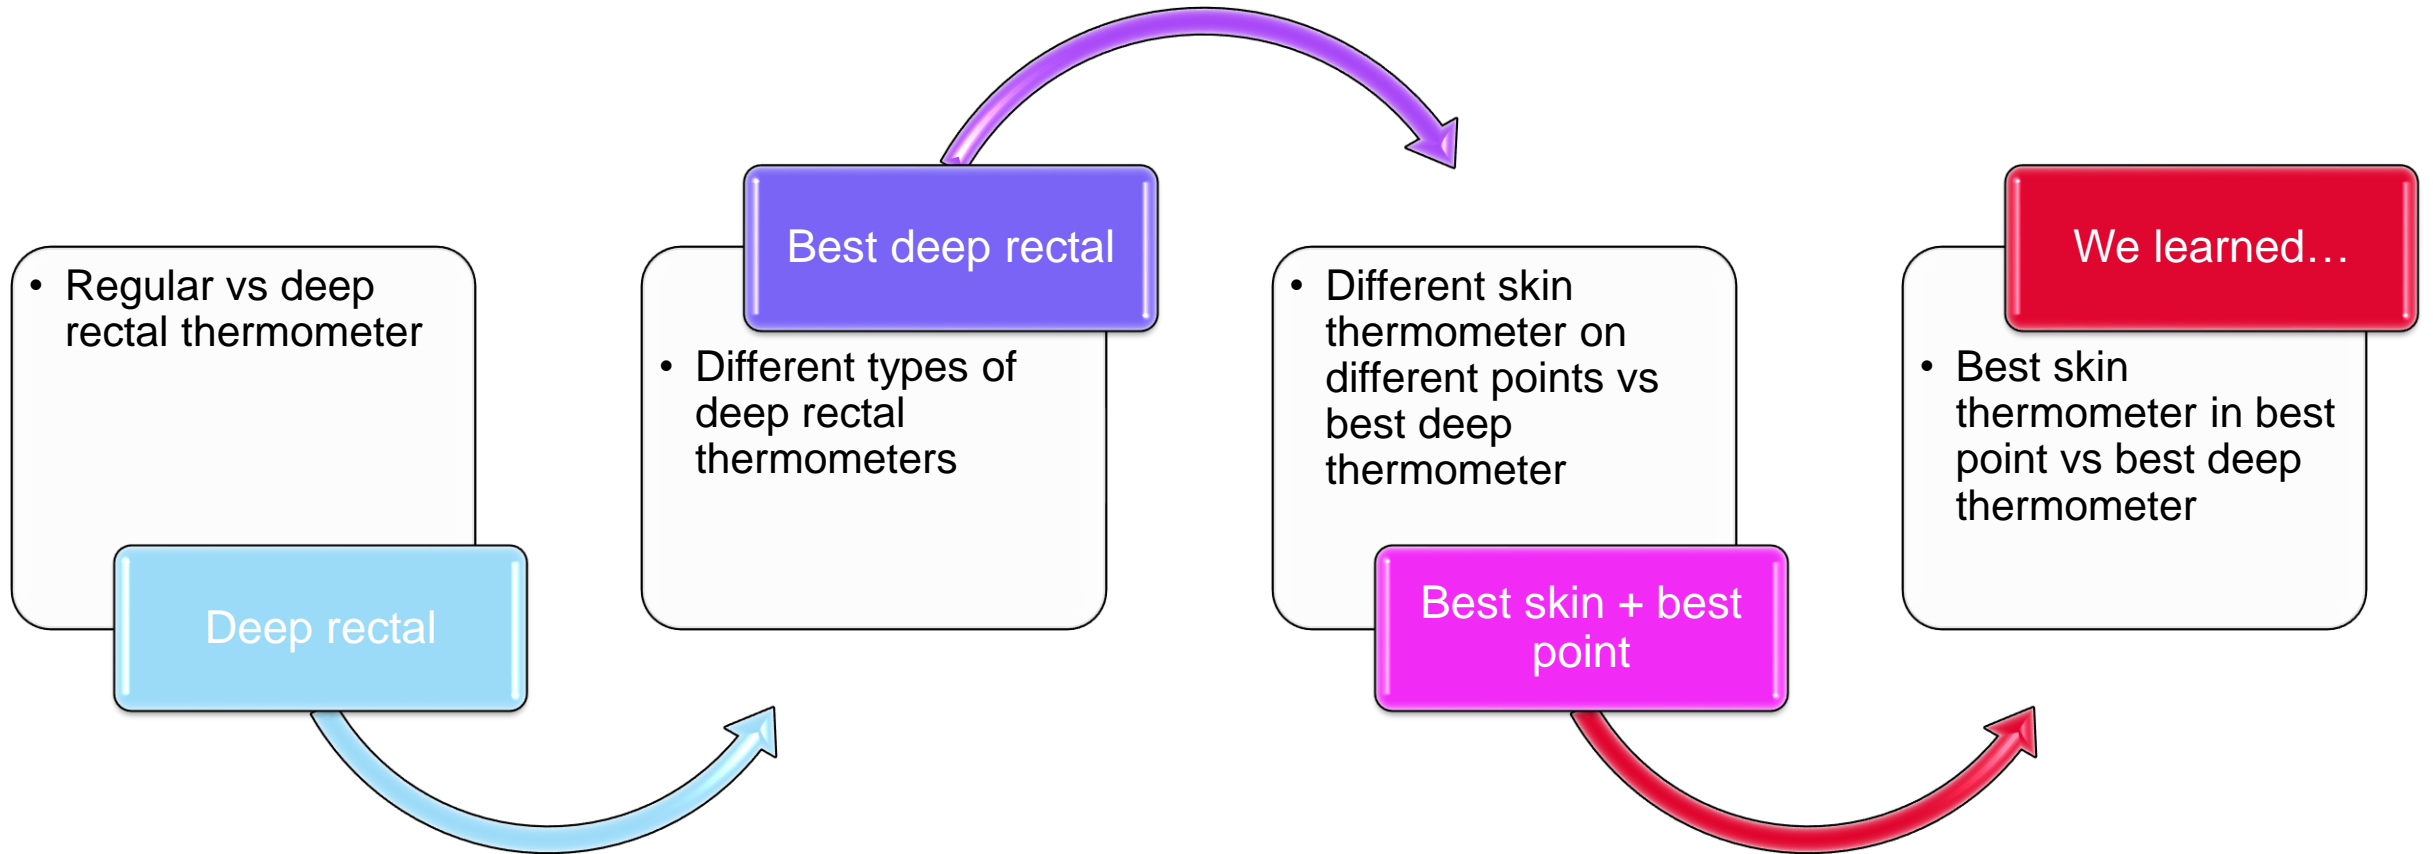 • Regular vs deep
rectal thermometer
Deep rectal
Best deep rectal
• Different types of
deep rectal
thermometers
• Different skin
thermometer on
different points vs
best deep
thermometer
Best skin + best
point
We learned…
• Best skin
thermometer in best
point vs best deep
thermometer